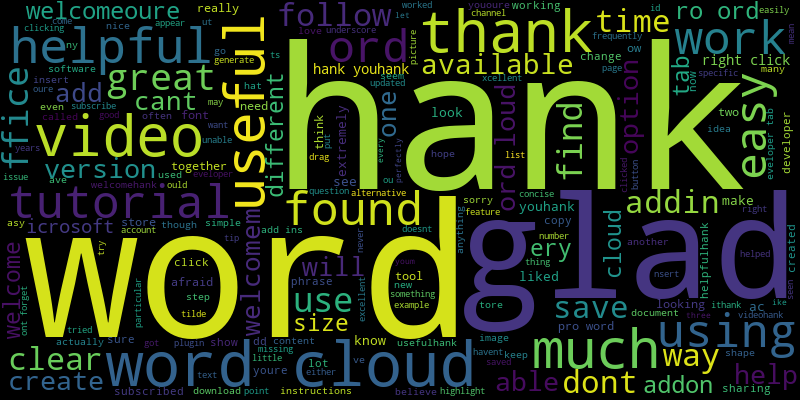 welcomeoure
really
follow
thank
time
ro ord
working
id
easily
come
appear
ut
yououre
channel
clicking
nice
go
love
underscore
let
worked
frequently
ny
software
generate
ord
picture
helpful
useful
hank youhank
available
change
ow
work
right click
insert
oure
great
ts
seem
updated
xcellent
page
specific
many
ffice
add
cant
hat
need
different
one
look
find
option
tab
now
easy
even
subscribe
may
two
idea
developer
called
good
often
font
want
extremely
think
put
every
perfectly
hope
list
ord loud
clicked
button
video
years
unable
drag
see
ou
version
together
hank
issue
ave
used
eveloper
welcomehank
ould
question
alternative
concise
eveloper tab
tutorial
found
sorry
feature
youhank
addin
make
right
asy
icrosoft
store
though
simple
add ins
doesnt
anything
copy
cloud
another
created
account
tip
never
ery
number
helpfulhank
welcome
try
word
click
welcomem
will
tool
youm
glad
thing
helped
seen
afraid
phrase
new
something
liked
looking
nsert
ike
ont
forget
step
particular
use
example
excellent
tore
save
ithank
ac
document
three
videohank
tilde
size
image
pro word
using
tried
actually
sure
got
plugin
show
dd
content
know
usefulhank
havent
keep
much
way
shape
clear
word cloud
missing
little
lot
ve
saved
mean
create
text
youre
either
able
dont
addon
help
sharing
subscribed
download
point
instructions
believe
highlight